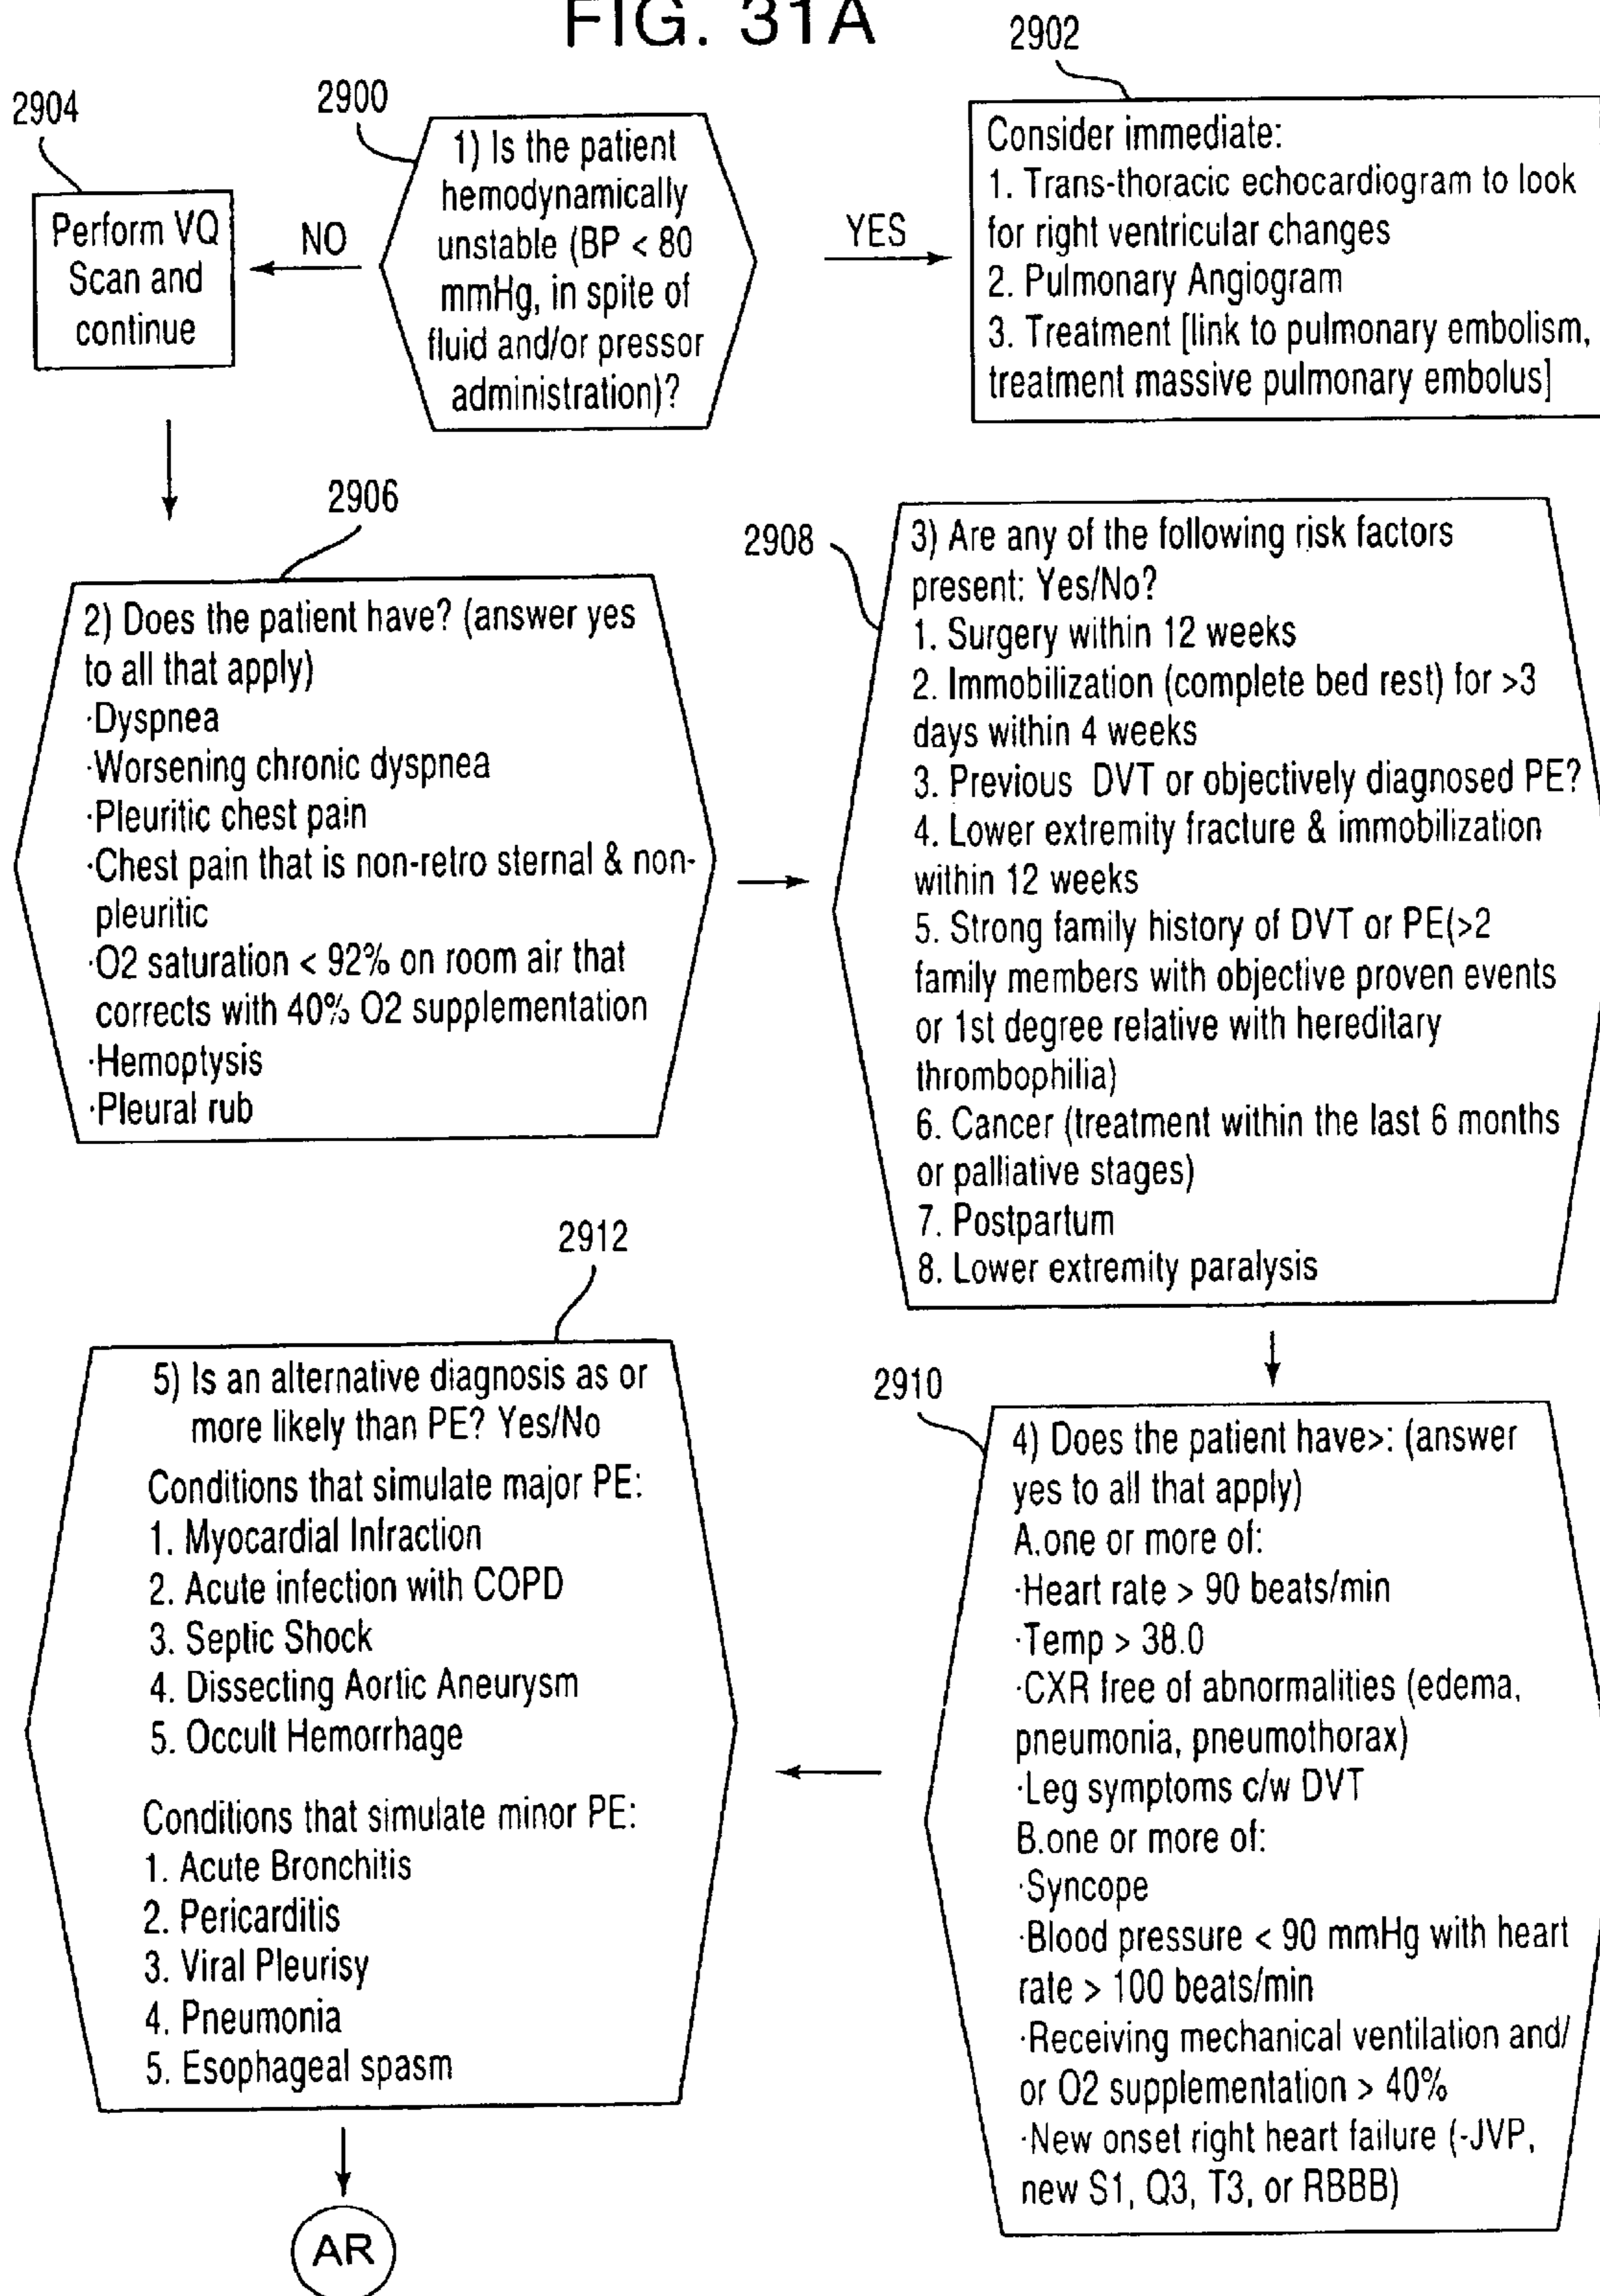 FIG. 31A
2902
2904
2900
1) Is the patient
hemodynamically
unstable (BP < 80
mmHg, in spite of
fluid and/or pressor
administration)?
Perform VQ
Scan and
continue
NO
YES
Consider immediate:
1. Trans-thoracic echocardiogram to look
for right ventricular changes
2. Pulmonary Angiogram
3. Treatment [link to pulmonary embolism,
treatment massive pulmonary embolus]
2906
2) Does the patient have? (answer yes
to all that apply)
·Dyspnea
·Worsening chronic dyspnea
·Pleuritic chest pain
·Chest pain that is non-retro sternal & non-
pleuritic
·O2 saturation < 92% on room air that
corrects with 40% O2 supplementation
·Hemoptysis
·Pleural rub
2908
3) Are any of the following risk factors
present: Yes/No?
1. Surgery within 12 weeks
2. Immobilization (complete bed rest) for >3
days within 4 weeks
3. Previous DVT or objectively diagnosed PE?
4. Lower extremity fracture & immobilization
within 12 weeks
5. Strong family history of DVT or PE(>2
family members with objective proven events
or 1st degree relative with hereditary
thrombophilia)
6. Cancer (treatment within the last 6 months
or palliative stages)
7. Postpartum
8. Lower extremity paralysis
2910
4) Does the patient have>: (answer
yes to all that apply)
A.one or more of:
·Heart rate > 90 beats/min
·Temp > 38.0
·CXR free of abnormalities (edema,
pneumonia, pneumothorax)
·Leg symptoms c/w DVT
B.one or more of:
·Syncope
·Blood pressure < 90 mmHg with heart
rate > 100 beats/min
·Receiving mechanical ventilation and/
or O2 supplementation > 40%
·New onset right heart failure (-JVP,
new S1, Q3, T3, or RBBB)
2912
5) Is an alternative diagnosis as or
more likely than PE? Yes/No
Conditions that simulate major PE:
1. Myocardial Infraction
2. Acute infection with COPD
3. Septic Shock
4. Dissecting Aortic Aneurysm
5. Occult Hemorrhage
Conditions that simulate minor PE:
1. Acute Bronchitis
2. Pericarditis
3. Viral Pleurisy
4. Pneumonia
5. Esophageal spasm
AR